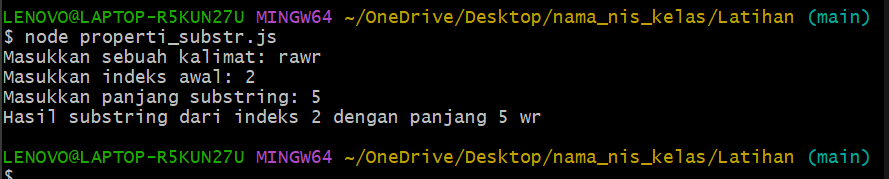 LENOVO@LAPTOP-R5KUN27U MINGW64 ~/OneDrive/Desktop/nama_nis_kelas/Latihan (main)
$ node properti_substr.js
Masukkan sebuah kalimat: rawr
Masukkan indeks awal: 2
Masukkan panjang substring: 5
Hasil substring dari indeks 2 dengan panjang 5 wr
LENOVO@LAPTOP-R5KUN27U MINGW64 ~/OneDrive/Desktop/nama_nis_kelas/Latihan (main)
$